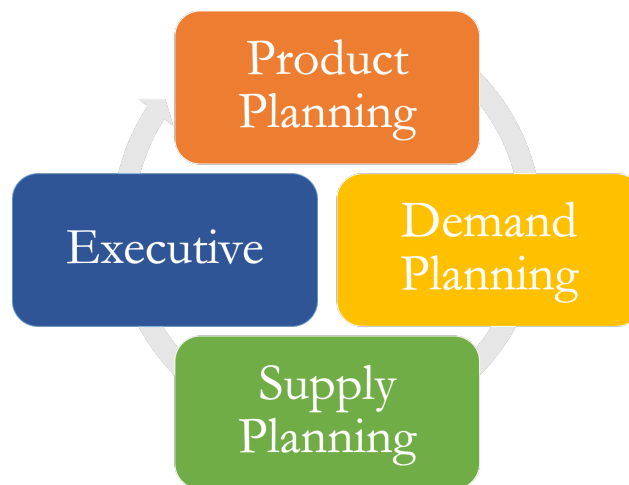 Product
Planning
Demand
Planning
Supply
Planning
Executive